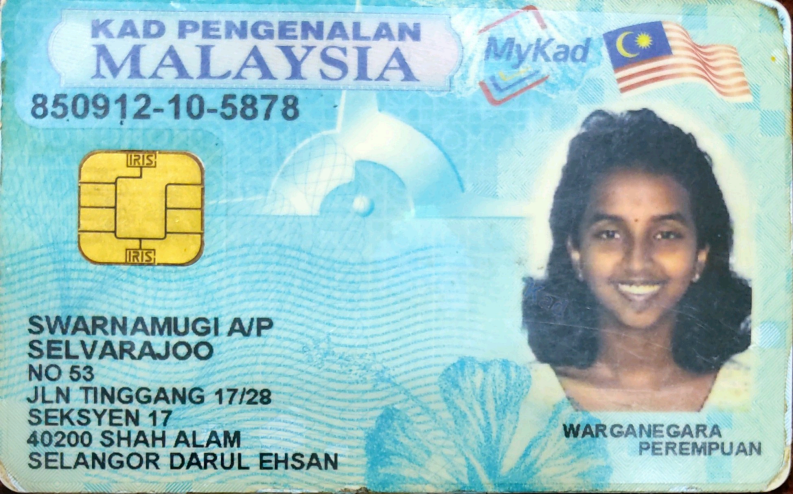 KAD PENGENALAN
MALAYSIA
MyKad
850912-10-5878
IRIS
IRIS
SWARNAMUGI A/P
SELVARAJOO
NO 53
JLN TINGGANG 17/28
SEKSYEN 17
40200 SHAH ALAM
SELANGOR DARUL EHSAN
WARGANEGARA
PEREMPUAN